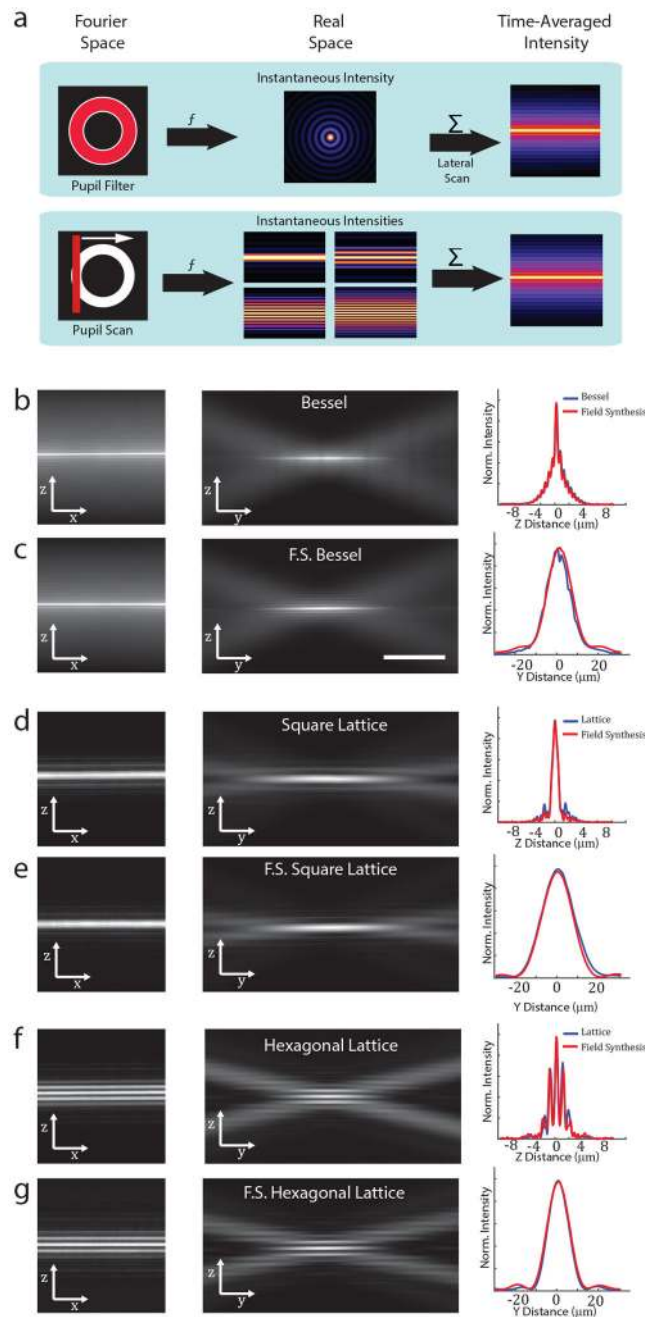 a
Fourier
Space
Real
Space
Time-Averaged
Intensity
Instantaneous Intensity
f
Σ
Lateral
Scan
Pupil Filter
Instantaneous Intensities
f
Σ
Pupil Scan
b
z
x
Bessel
z
y
Norm. Intensity
Bessel
Field Synthesis
-8 -4 0 4 8
Z Distance (μm)
c
z
x
F.S. Bessel
z
y
Norm. Intensity
-20 0 20
Y Distance (μm)
d
z
x
Square Lattice
z
y
Norm. Intensity
Lattice
Field Synthesis
-8 -4 0 4 8
Z Distance (μm)
e
z
x
F.S. Square Lattice
z
y
Norm. Intensity
-20 0 20
Y Distance (μm)
f
z
x
Hexagonal Lattice
z
y
Norm. Intensity
Lattice
Field Synthesis
-8 -4 0 4 8
Z Distance (μm)
g
z
x
F.S. Hexagonal Lattice
z
y
Norm. Intensity
-20 0 20
Y Distance (μm)